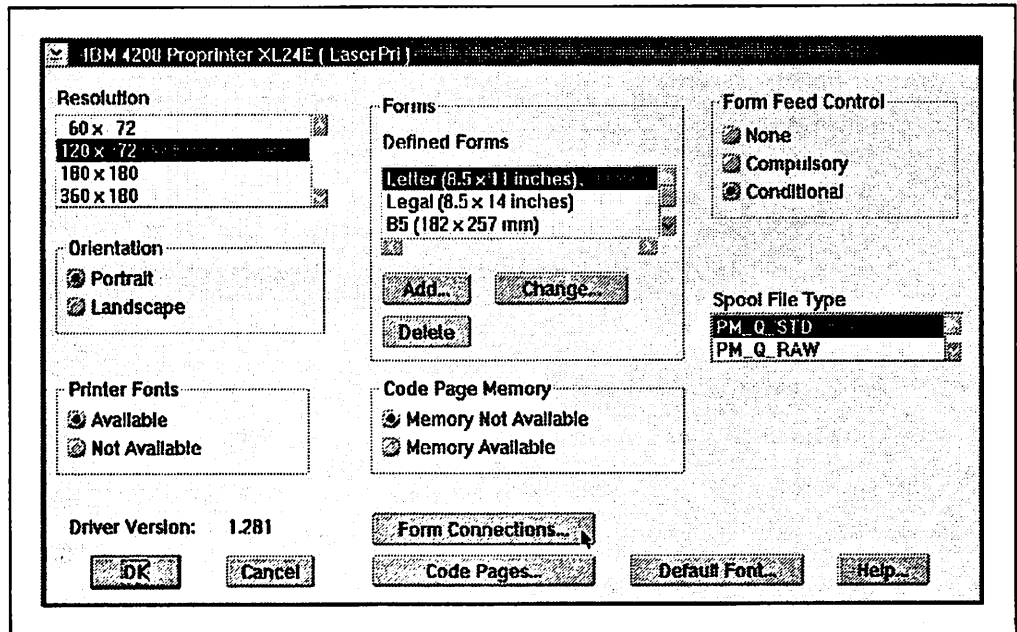 IBM 4200 Proprinter XL24E ( LaserPri )
Resolution
60 x 72
120 x 72
180 x 180
360 x 180
Orientation
Portrait
Landscape
Printer Fonts
Available
Not Available
Driver Version: 1.281
OK
Cancel
Forms
Defined Forms
Letter (8.5 x 11 inches)
Legal (8.5 x 14 inches)
B5 (182 x 257 mm)
Add...
Change...
Delete
Code Page Memory
Memory Not Available
Memory Available
Form Connections...
Code Pages...
Form Feed Control
None
Compulsory
Conditional
Spool File Type
PM_Q_STD
PM_Q_RAW
Default Font...
Help...